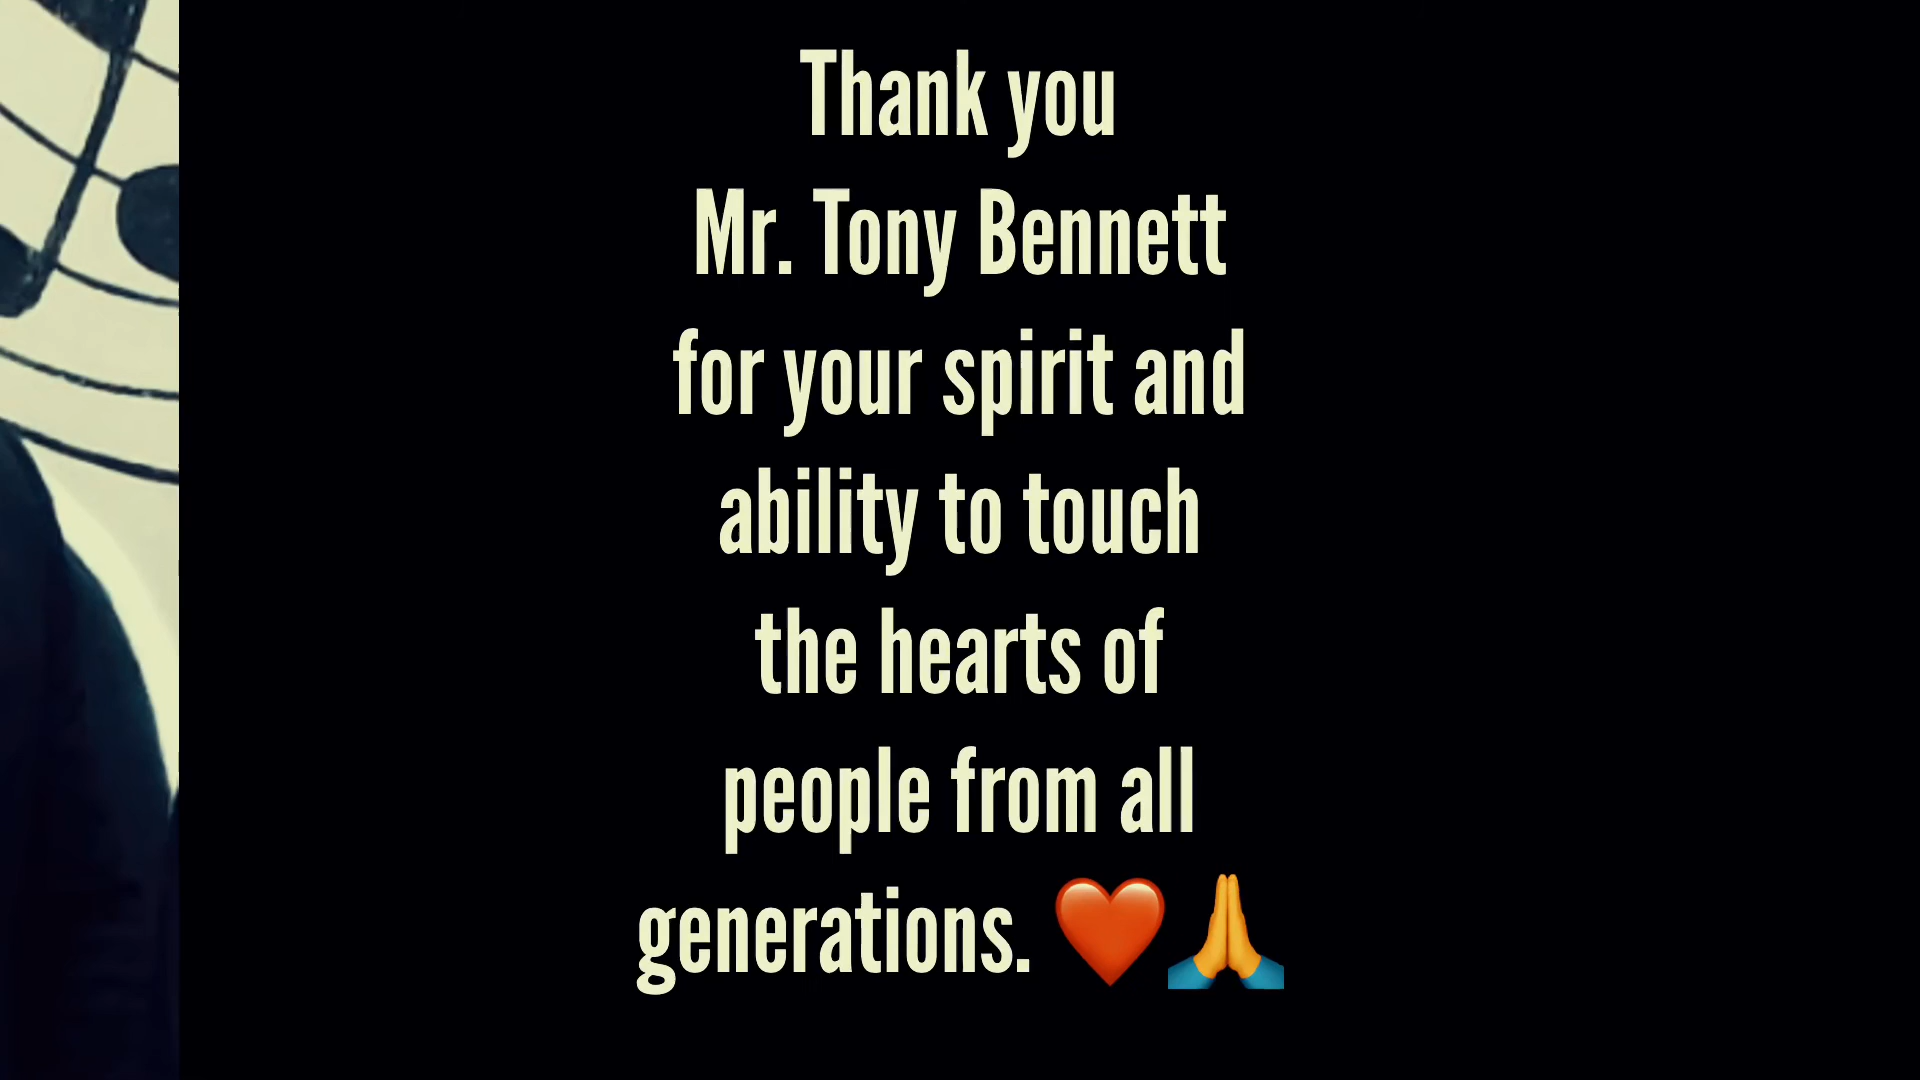 Thank you
Mr. Tony Bennett
for your spirit and
ability to touch
the hearts of
people from all
generations. ❤️🙏